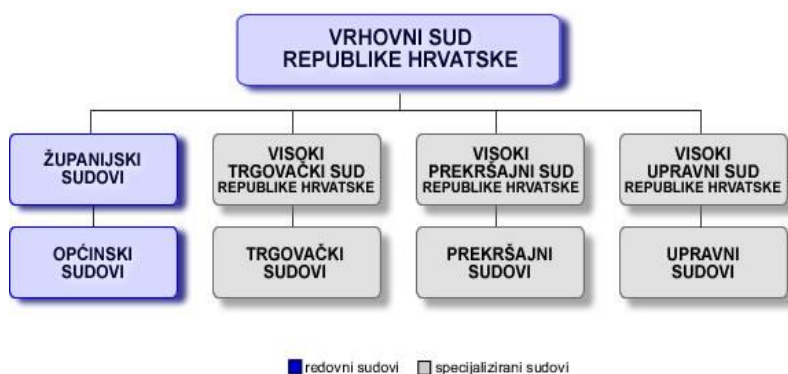 VRHOVNI SUD
REPUBLIKE HRVATSKE
ŽUPANIJSKI
SUDOVI
VISOKI
TRGOVAČKI SUD
REPUBLIKE HRVATSKE
VISOKI
PREKRŠAJNI SUD
REPUBLIKE HRVATSKE
VISOKI
UPRAVNI SUD
REPUBLIKE HRVATSKE
OPĆINSKI
SUDOVI
TRGOVAČKI
SUDOVI
PREKRŠAJNI
SUDOVI
UPRAVNI
SUDOVI
redovni sudovi
specijalizirani sudovi